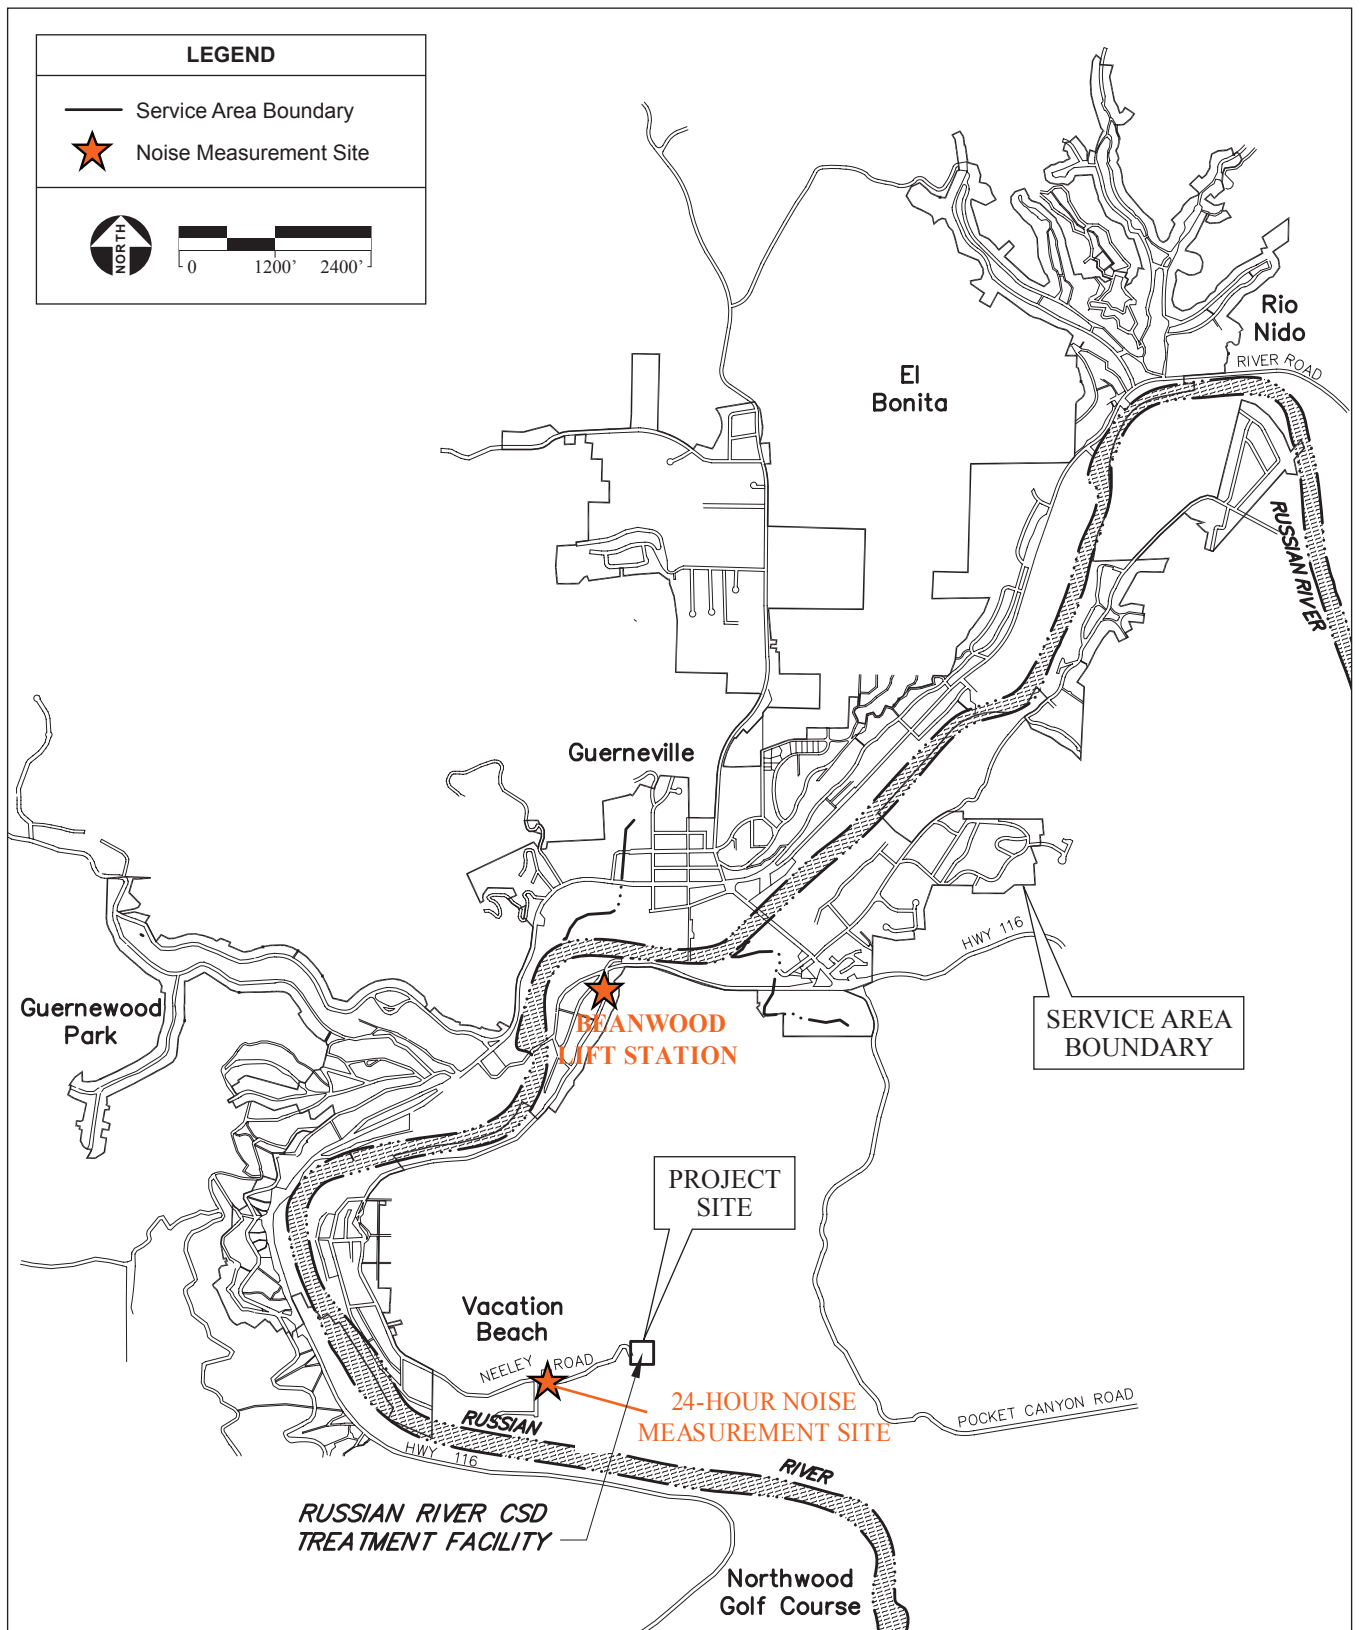 LEGEND
Service Area Boundary
Noise Measurement Site
NORTH
0 1200' 2400'
Rio
Nido
RIVER ROAD
El
Bonita
RUSSIAN RIVER
Guerneville
HWY 116
Guernewood
Park
BEANWOOD
LIFT STATION
SERVICE AREA
BOUNDARY
PROJECT
SITE
Vacation
Beach
NEELEY ROAD
24-HOUR NOISE
MEASUREMENT SITE
POCKET CANYON ROAD
RUSSIAN RIVER
HWY 116
RUSSIAN RIVER CSD
TREATMENT FACILITY
Northwood
Golf Course